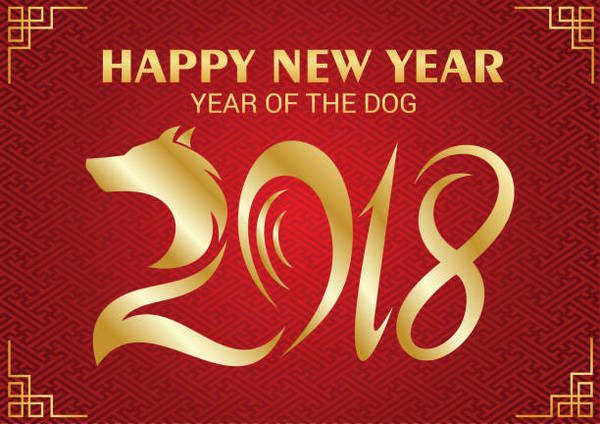 HAPPY NEW YEAR
YEAR OF THE DOG
2018